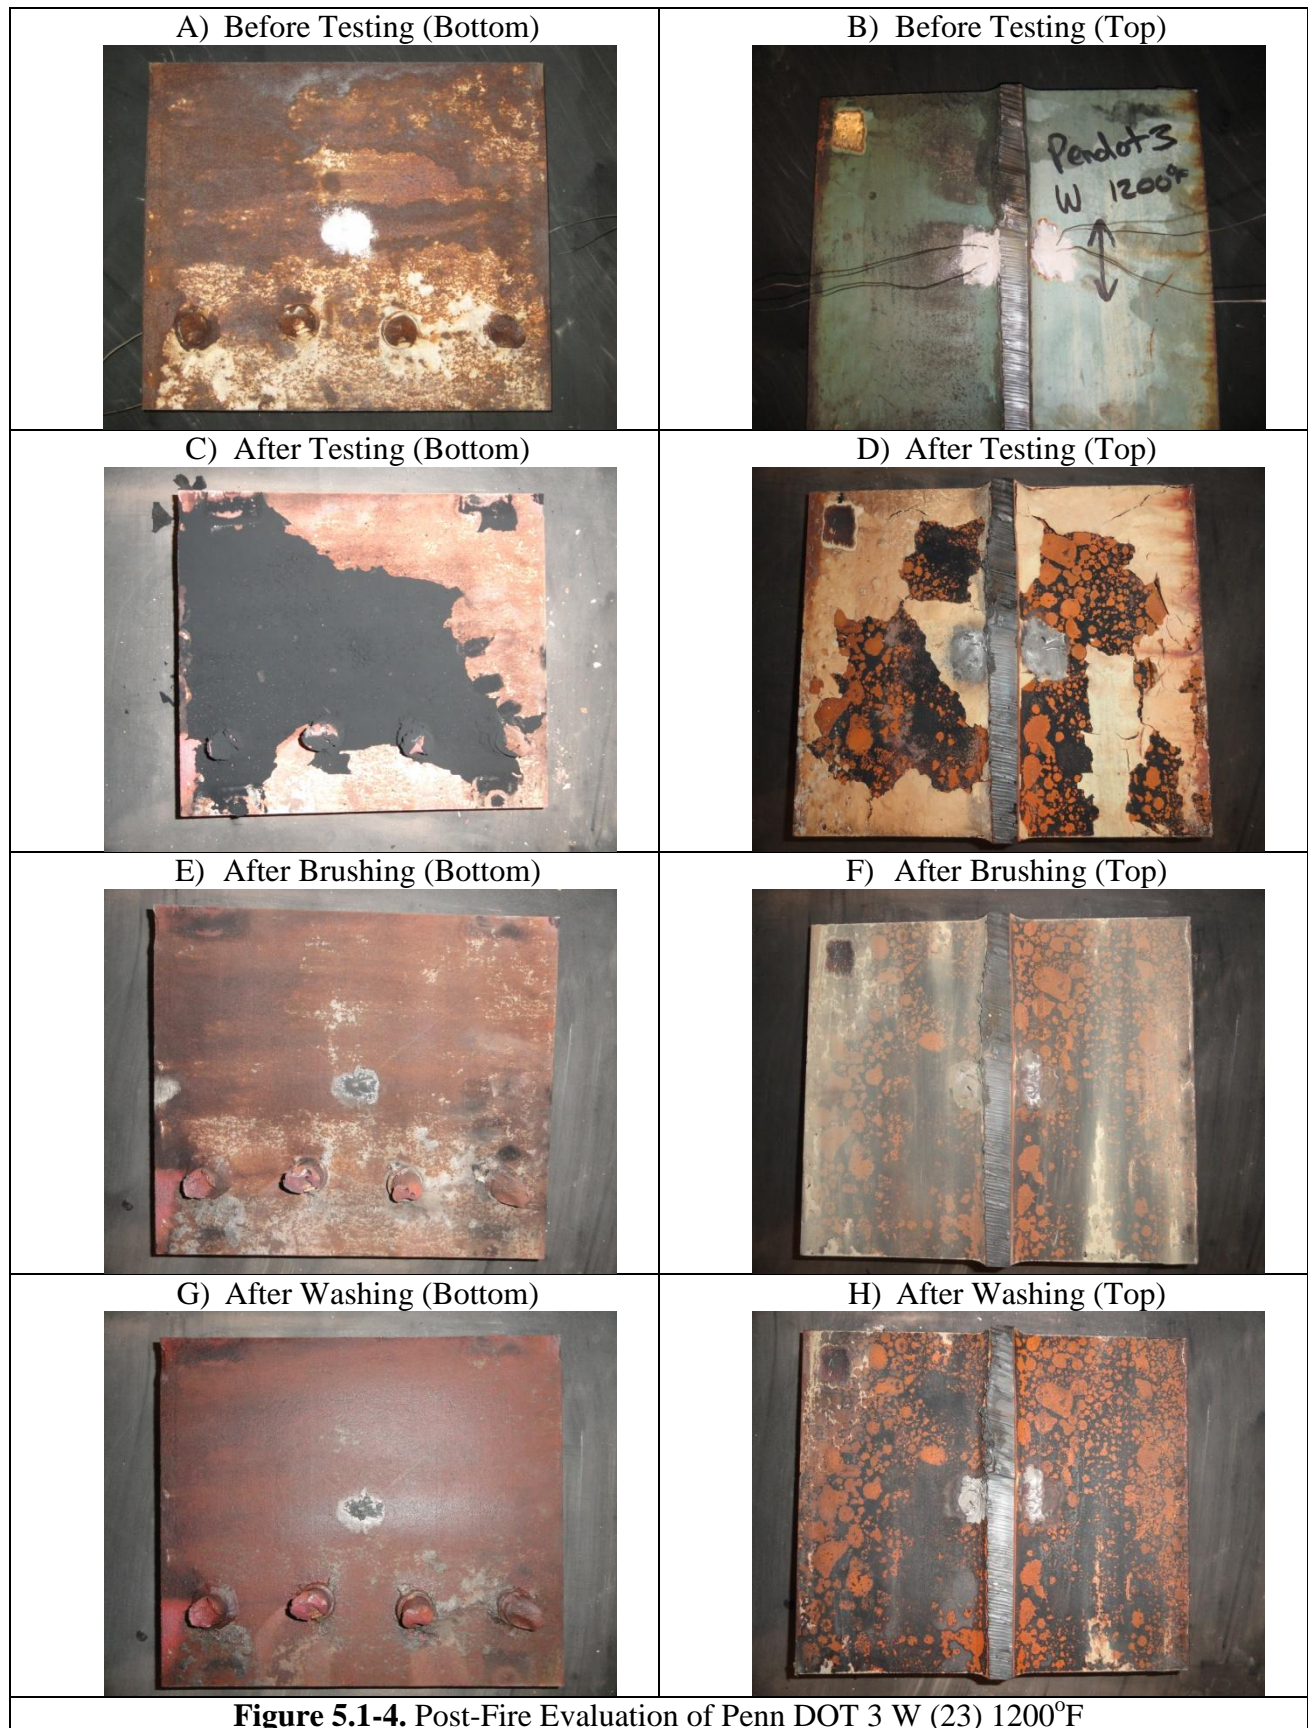 A) Before Testing (Bottom)
B) Before Testing (Top)
Pendot 3
W 1200°F
C) After Testing (Bottom)
D) After Testing (Top)
E) After Brushing (Bottom)
F) After Brushing (Top)
G) After Washing (Bottom)
H) After Washing (Top)
Figure 5.1-4. Post-Fire Evaluation of Penn DOT 3 W (23) 1200°F